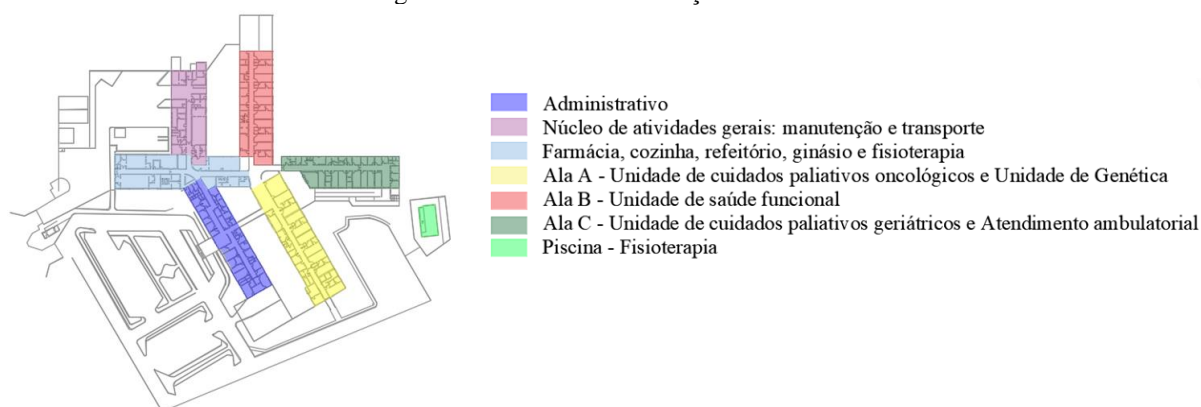 Administrativo
Núcleo de atividades gerais: manutenção e transporte
Farmácia, cozinha, refeitório, ginásio e fisioterapia
Ala A - Unidade de cuidados paliativos oncológicos e Unidade de Genética
Ala B - Unidade de saúde funcional
Ala C - Unidade de cuidados paliativos geriátricos e Atendimento ambulatorial
Piscina - Fisioterapia